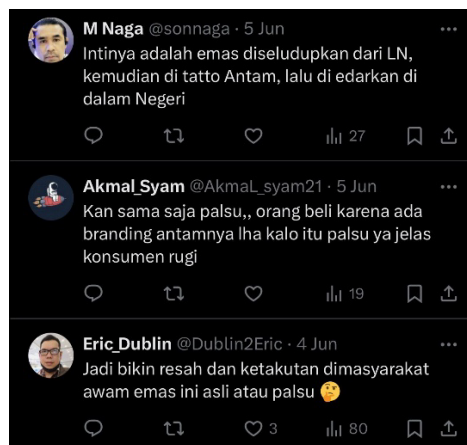 M Naga @sonnaga · 5 Jun
Intinya adalah emas diseludupkan dari LN,
kemudian di tatto Antam, lalu di edarkan di
dalam Negeri
27
Akmal_Syam @AkmaL_syam21 · 5 Jun
Kan sama saja palsu,, orang beli karena ada
branding antamnya lha kalo itu palsu ya jelas
konsumen rugi
19
Eric_Dublin @Dublin2Eric · 4 Jun
Jadi bikin resah dan ketakutan dimasyarakat
awam emas ini asli atau palsu 🤔
3 80